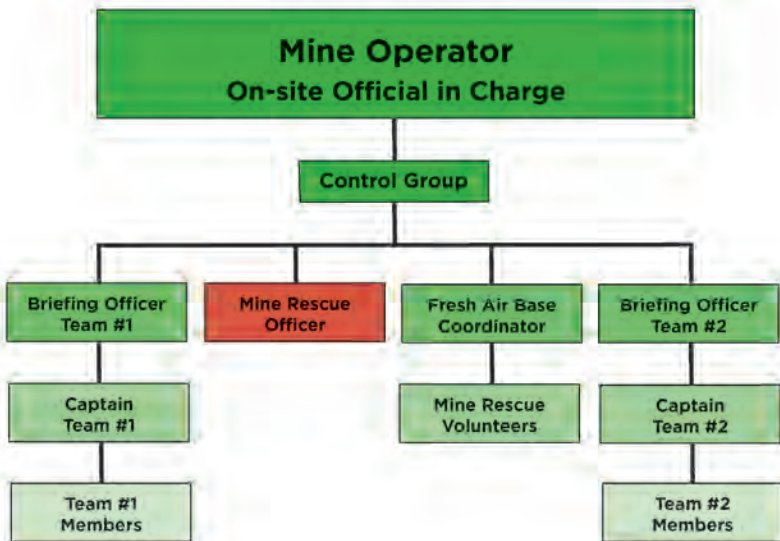 Mine Operator
On-site Official in Charge
Control Group
Briefing Officer
Team #1
Mine Rescue
Officer
Fresh Air Base
Coordinator
Briefing Officer
Team #2
Captain
Team #1
Mine Rescue
Volunteers
Captain
Team #2
Team #1
Members
Team #2
Members